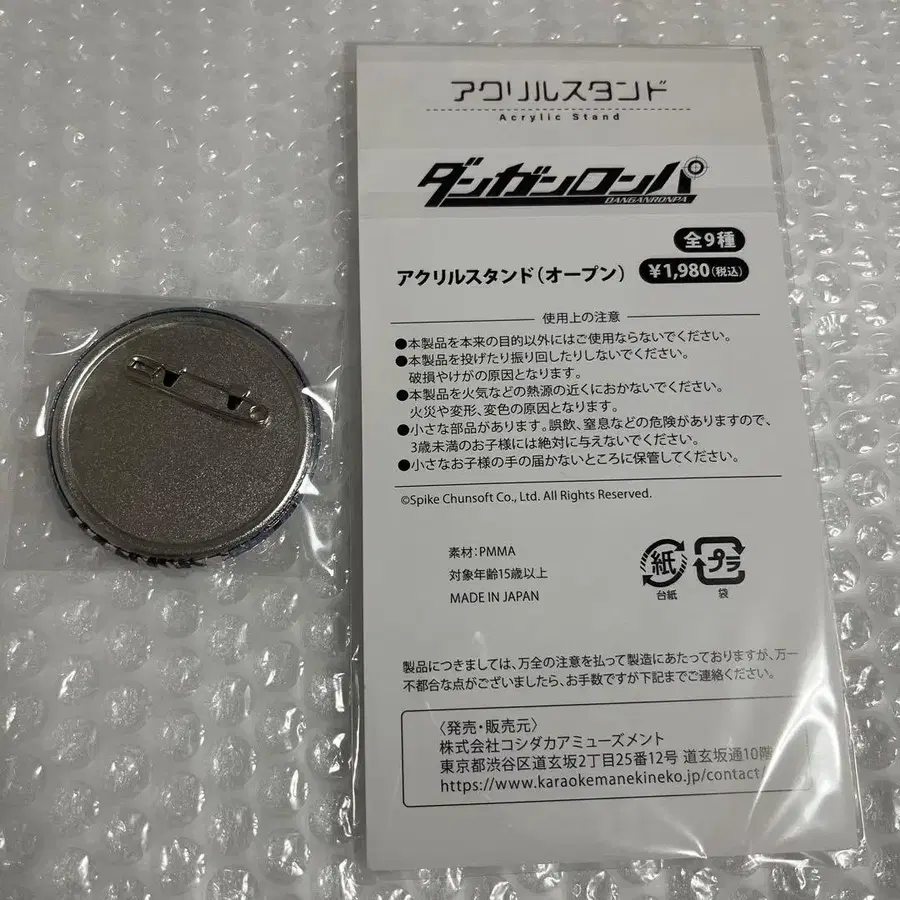 アクリルスタンド
Acrylic Stand
ダンガンロンパ
DANGANRONPA
全9種
アクリルスタンド(オープン) ¥1,980(税込)
使用上の注意
●本製品を本来の目的以外にはご使用ならないでください。
●本製品を投げたり振り回したりしないでください。
破損やけがの原因となります。
●本製品を火気などの熱源の近くにおかないでください。
火災や変形、変色の原因となります。
●小さな部品があります。誤飲、窒息などの危険がありますので、
3歳未満のお子様には絶対に与えないでください。
●小さなお子様の手の届かないところに保管してください。
©Spike Chunsoft Co., Ltd. All Rights Reserved.
素材:PMMA
対象年齢15歳以上
MADE IN JAPAN
紙 プラ
台紙 袋
製品につきましては、万全の注意を払って製造にあたっておりますが、万一
不都合な点がございましたら、お手数ですが下記までご連絡ください。
〈発売・販売元〉
株式会社コシダカアミューズメント
東京都渋谷区道玄坂2丁目25番12号 道玄坂通10階
https://www.karaokemanekineko.jp/contact/